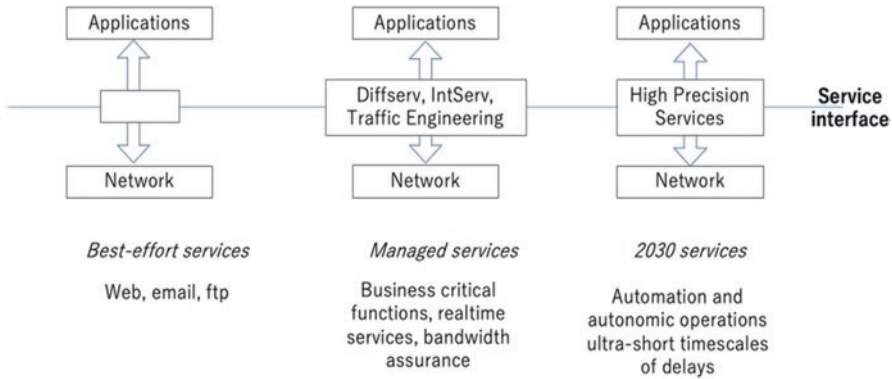 Applications
Applications
Applications
Diffserv, IntServ,
Traffic Engineering
High Precision
Services
Service
interface
Network
Network
Network
Best-effort services
Managed services
2030 services
Web, email, ftp
Business critical
functions, realtime
services, bandwidth
assurance
Automation and
autonomic operations
ultra-short timescales
of delays